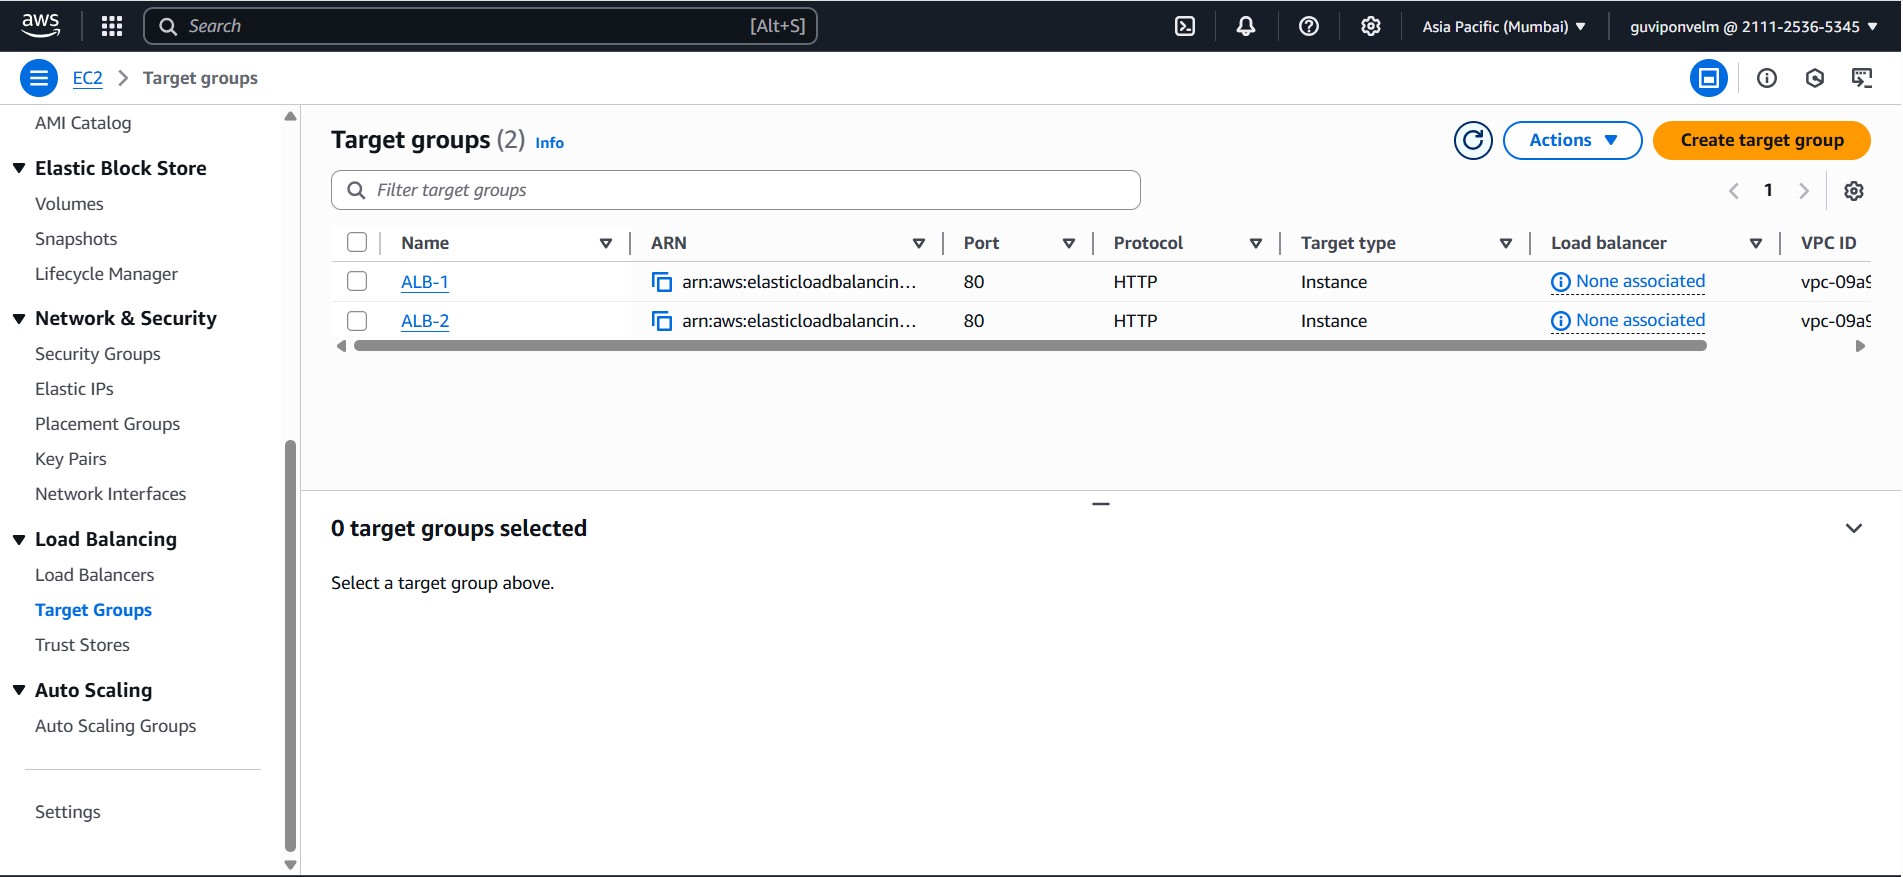 aws
Search [Alt+S]
Asia Pacific (Mumbai)
guviponvelm @ 2111-2536-5345
EC2
Target groups
AMI Catalog
Elastic Block Store
Volumes
Snapshots
Lifecycle Manager
Network & Security
Security Groups
Elastic IPs
Placement Groups
Key Pairs
Network Interfaces
Load Balancing
Load Balancers
Target Groups
Trust Stores
Auto Scaling
Auto Scaling Groups
Settings
Target groups (2) Info
Actions
Create target group
Filter target groups
1
Name ARN Port Protocol Target type Load balancer VPC ID
ALB-1 arn:aws:elasticloadbalancin... 80 HTTP Instance None associated vpc-09a9
ALB-2 arn:aws:elasticloadbalancin... 80 HTTP Instance None associated vpc-09a9
0 target groups selected
Select a target group above.